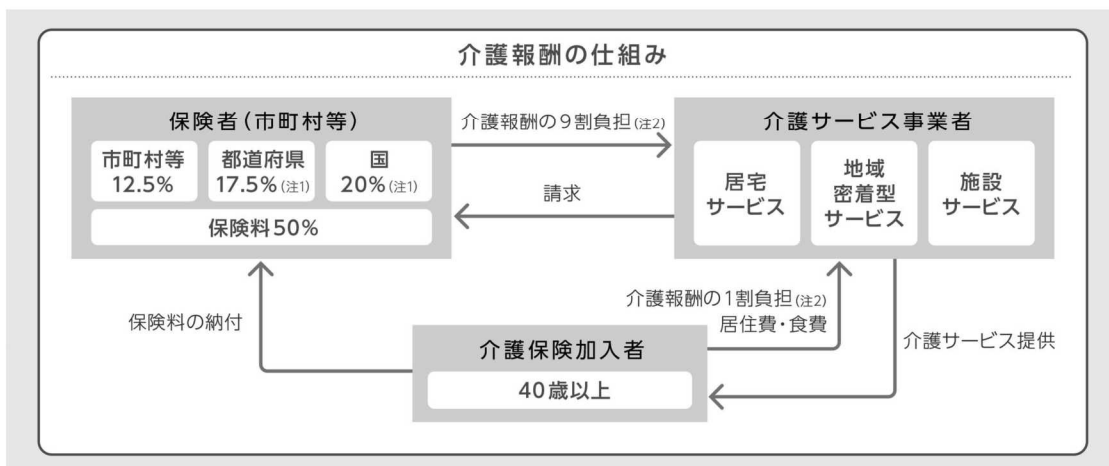 介護報酬の仕組み
保険者(市町村等)
市町村等
12.5%
都道府県
17.5%(注1)
国
20%(注1)
保険料50%
介護報酬の9割負担(注2)
請求
介護サービス事業者
居宅
サービス
地域
密着型
サービス
施設
サービス
保険料の納付
介護報酬の1割負担(注2)
居住費・食費
介護サービス提供
介護保険加入者
40歳以上